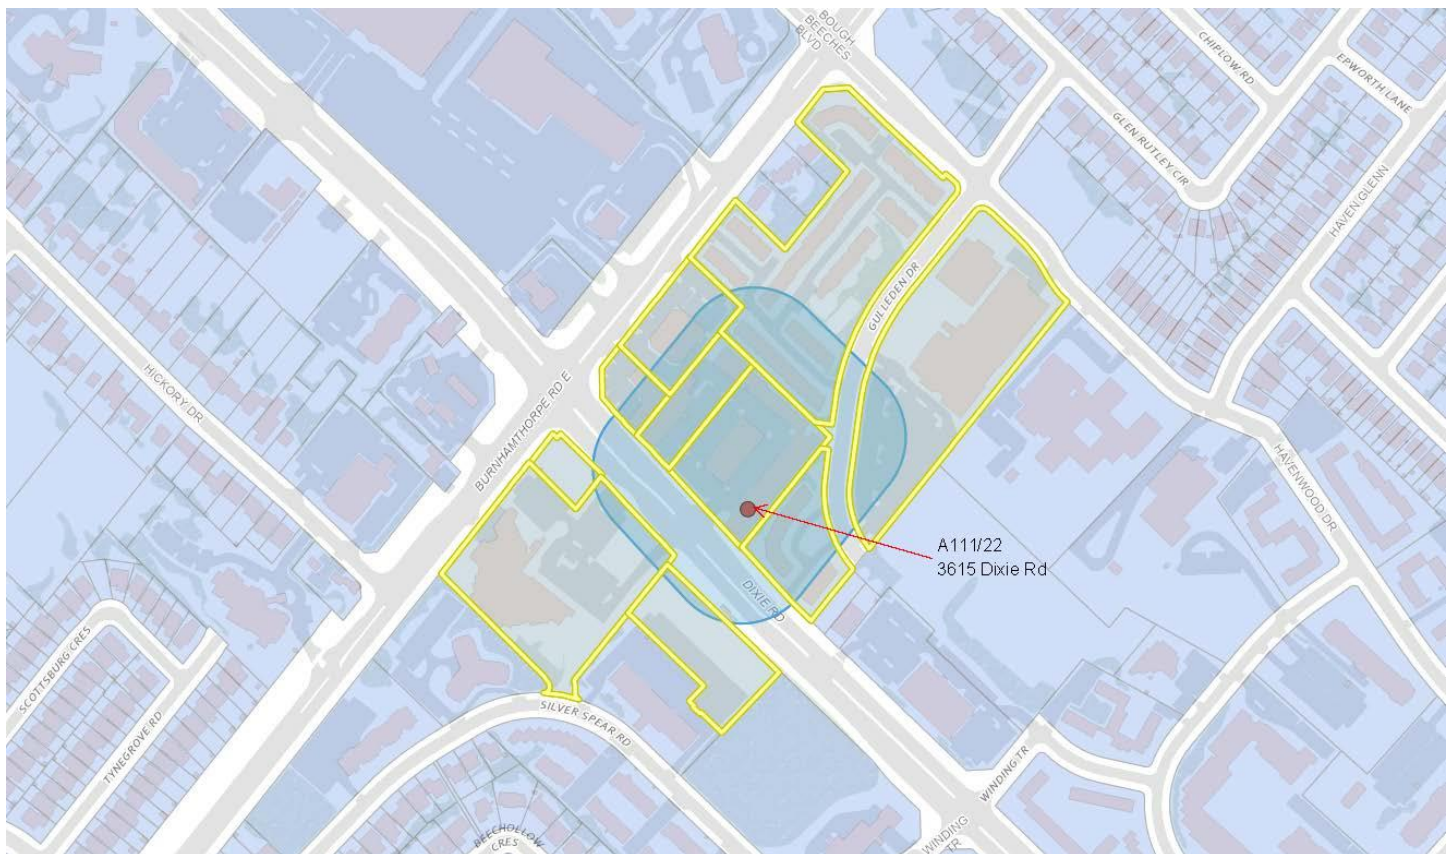 BOUGH
BEECHES
BLVD
CHIPLOW RD
EPWORTH LANE
GLEN RUTLEY CIR
HAVEN GLENN
GULLEDEN DR
HICKORY DR
BURNHAMTHORPE RD E
HAVENWOOD DR
A111/22
3615 Dixie Rd
DIXIE RD
SCOTTSBURG CRES
TYNEGROVE RD
SILVER SPEAR RD
WINDING TR
BEECHOLLOW
CRES
WINDING
TR